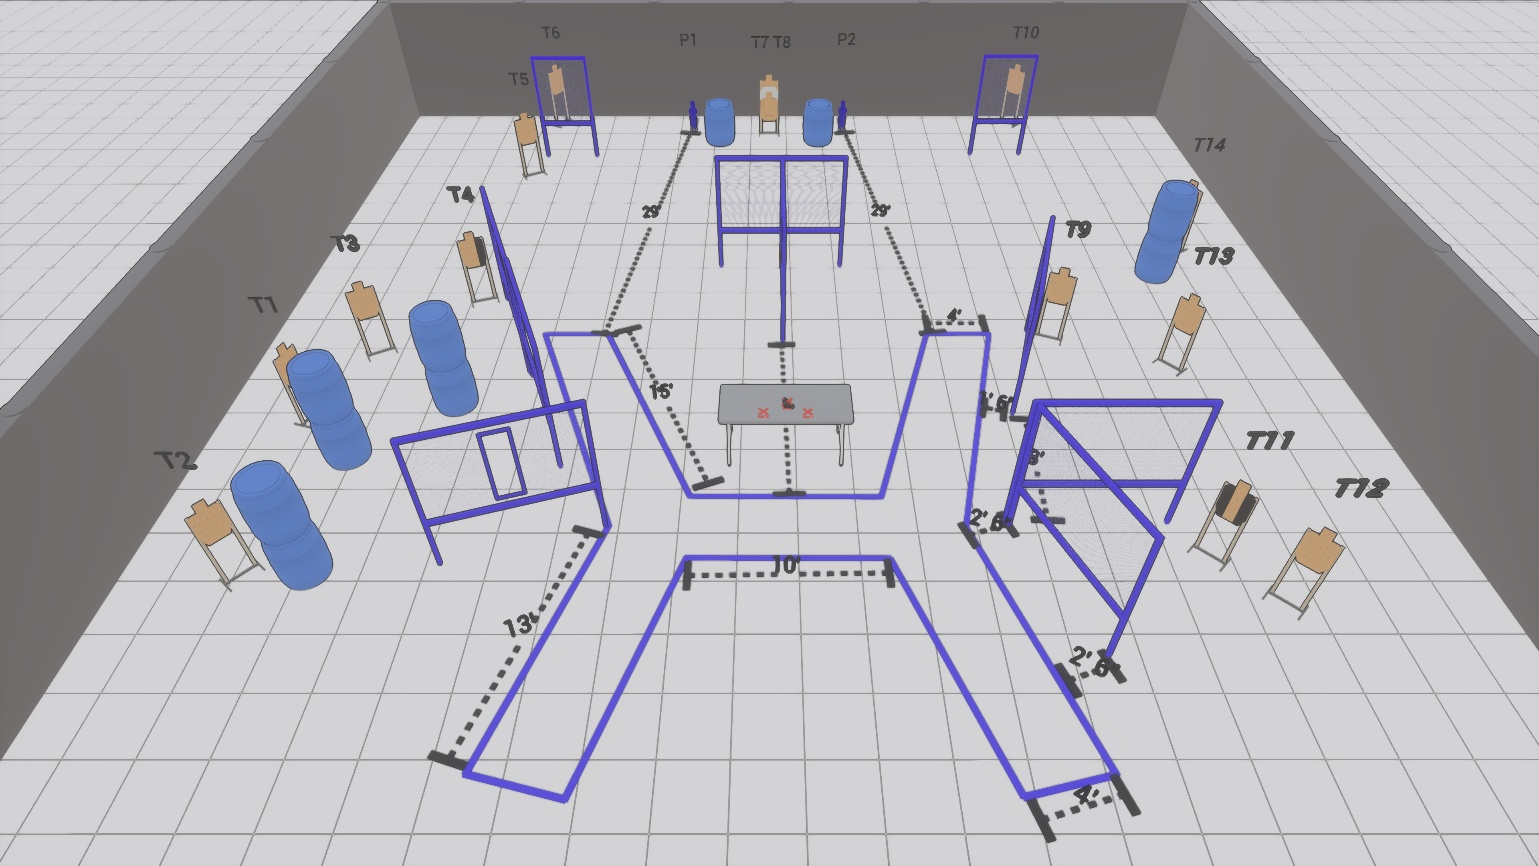 T6
P1
T7 T8
P2
T10
T5
T14
T4
T3
T9
T13
T1
T2
T11
T12
29'
29'
4'
15'
6"
8'
2' 6"
10'
13'
2' 6"
4'